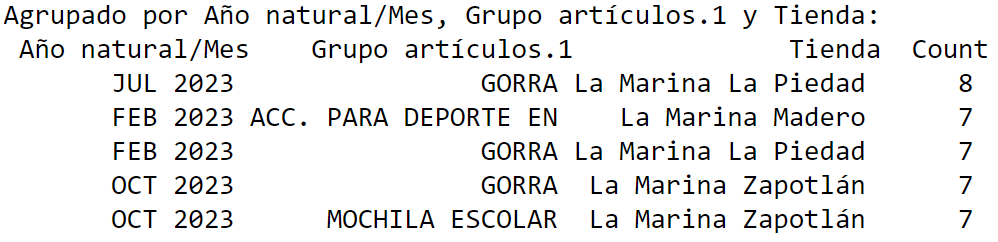 Agrupado por Año natural/Mes, Grupo artículos.1 y Tienda:
Año natural/Mes Grupo artículos.1 Tienda Count
JUL 2023 GORRA La Marina La Piedad 8
FEB 2023 ACC. PARA DEPORTE EN La Marina Madero 7
FEB 2023 GORRA La Marina La Piedad 7
OCT 2023 GORRA La Marina Zapotlán 7
OCT 2023 MOCHILA ESCOLAR La Marina Zapotlán 7